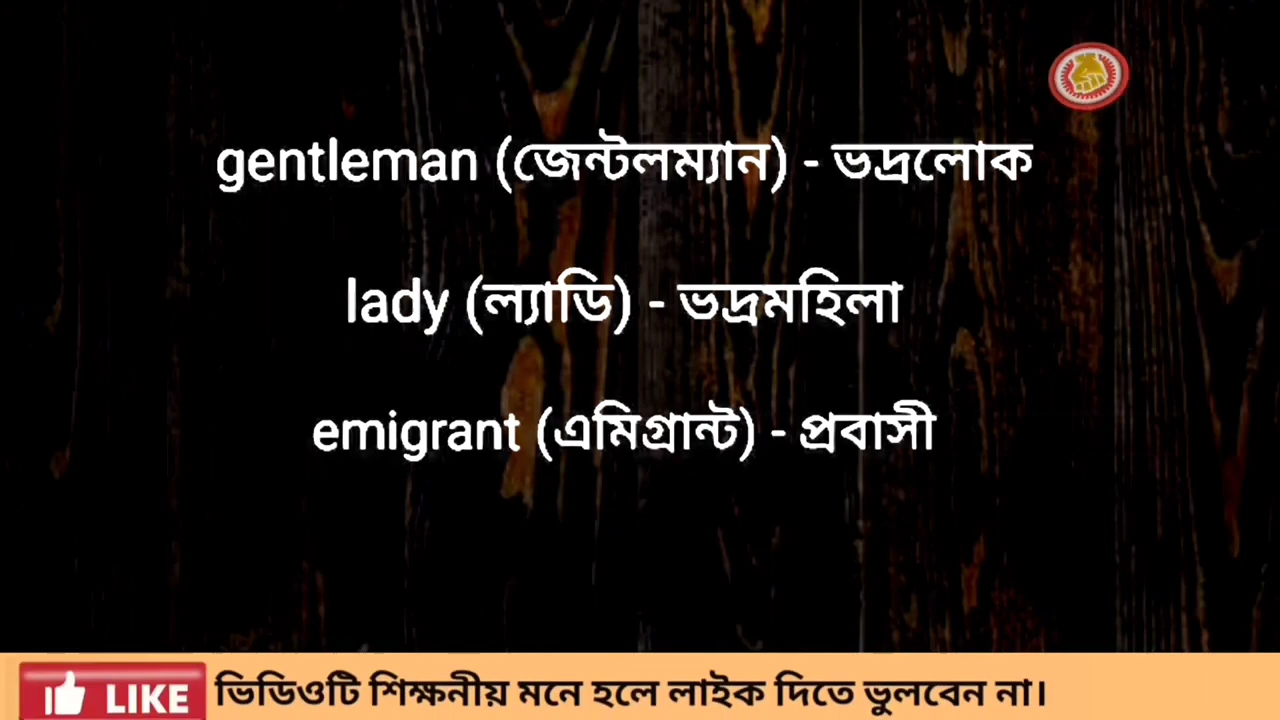 gentleman (জেন্টলম্যান) - ভদ্রলোক
lady (ল্যাডি) - ভদ্রমহিলা
emigrant (এমিগ্রান্ট) - প্রবাসী
LIKE ভিডিওটি শিক্ষনীয় মনে হলে লাইক দিতে ভুলবেন না।